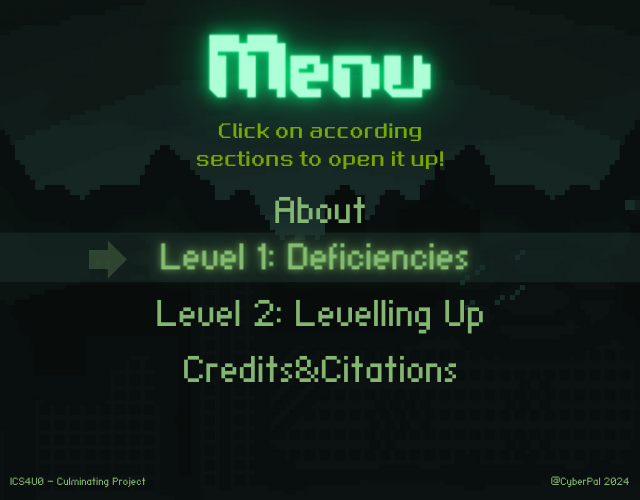 Menu
Click on according
sections to open it up!
About
Level 1: Deficiencies
Level 2: Levelling Up
Credits&Citations
ICS4U0 - Culminating Project
@CyberPal 2024